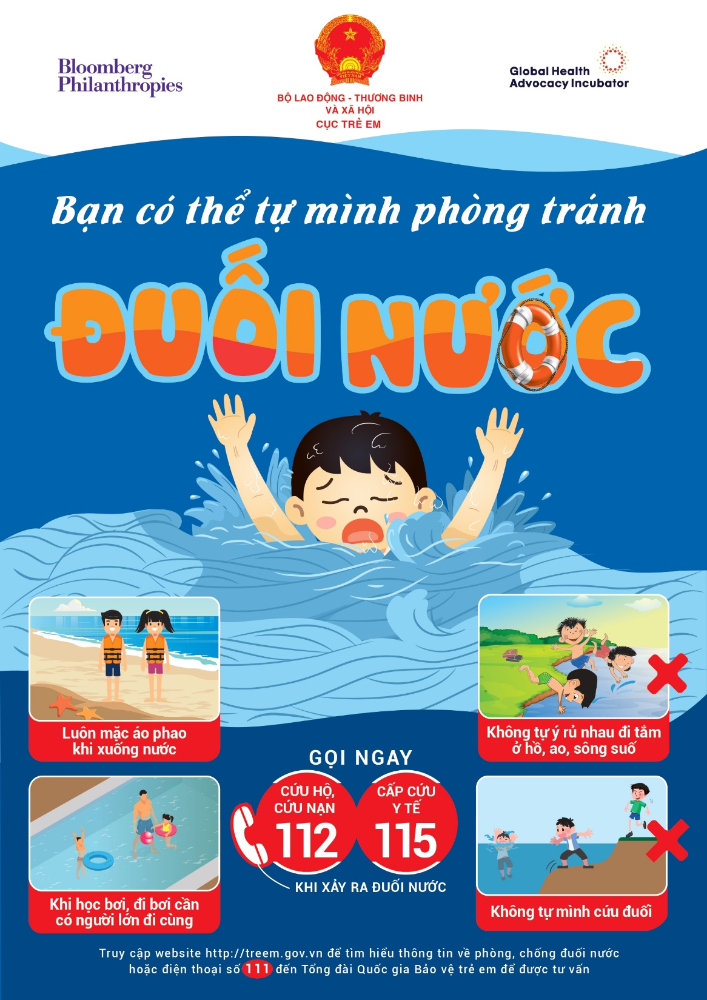 Bloomberg
Philanthropies
VIỆT NAM
BỘ LAO ĐỘNG - THƯƠNG BINH
VÀ XÃ HỘI
CỤC TRẺ EM
Global Health
Advocacy Incubator
Bạn có thể tự mình phòng tránh
ĐUỐI NƯỚC
Luôn mặc áo phao
khi xuống nước
Không tự ý rủ nhau đi tắm
ở hồ, ao, sông suố
GỌI NGAY
CỨU HỘ,
CỨU NẠN
112
CẤP CỨU
Y TẾ
115
KHI XẢY RA ĐUỐI NƯỚC
Khi học bơi, đi bơi cần
có người lớn đi cùng
Không tự mình cứu đuối
Truy cập website http://treem.gov.vn để tìm hiểu thông tin về phòng, chống đuối nước
hoặc điện thoại số 111 đến Tổng đài Quốc gia Bảo vệ trẻ em để được tư vấn